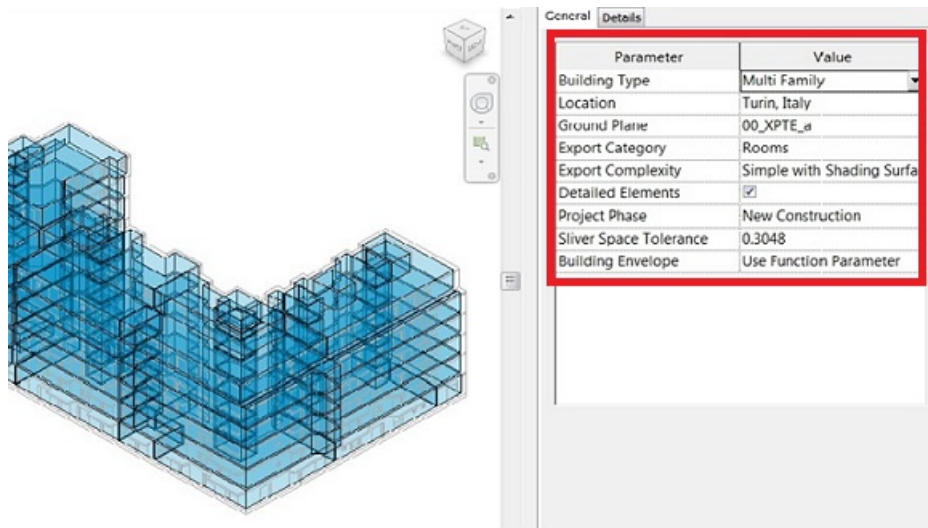 General Details
Parameter Value
Building Type Multi Family
Location Turin, Italy
Ground Plane 00_XPTE_a
Export Category Rooms
Export Complexity Simple with Shading Surfa
Detailed Elements
Project Phase New Construction
Sliver Space Tolerance 0.3048
Building Envelope Use Function Parameter